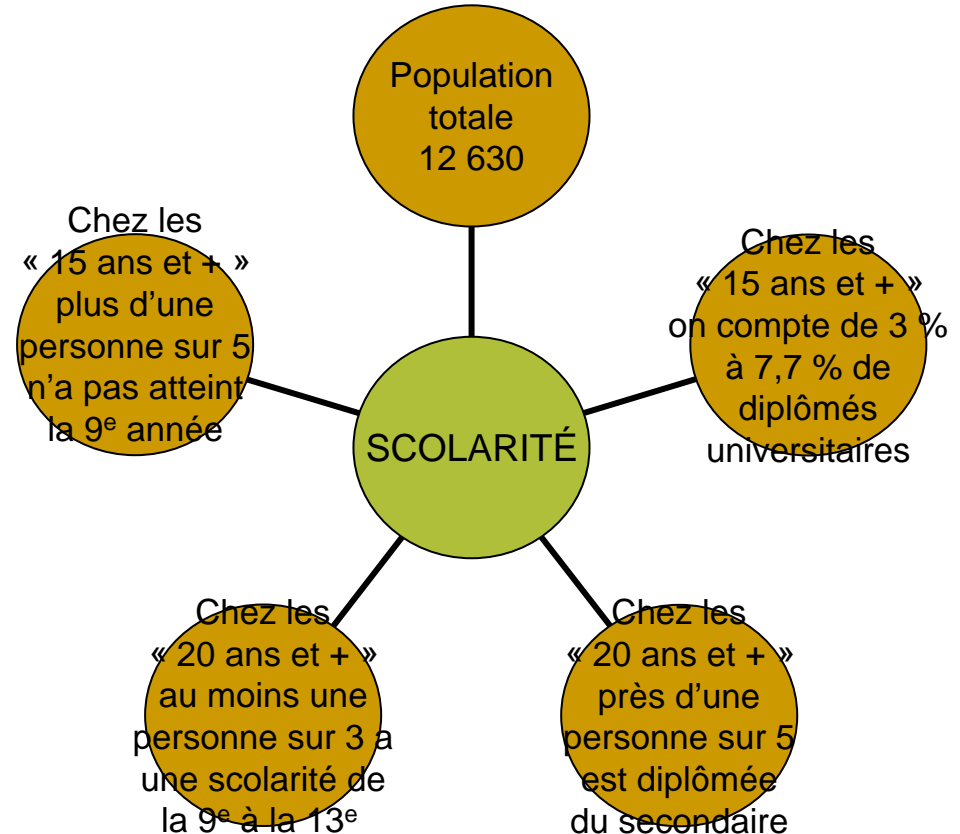 Population
totale
12 630
Chez les
« 15 ans et + »
plus d'une
personne sur 5
n'a pas atteint
la 9e année
Chez les
« 15 ans et + »
on compte de 3 %
à 7,7 % de
diplômés
universitaires
SCOLARITÉ
Chez les
« 20 ans et + »
au moins une
personne sur 3 a
une scolarité de
la 9e à la 13e
Chez les
« 20 ans et + »
près d'une
personne sur 5
est diplômée
du secondaire